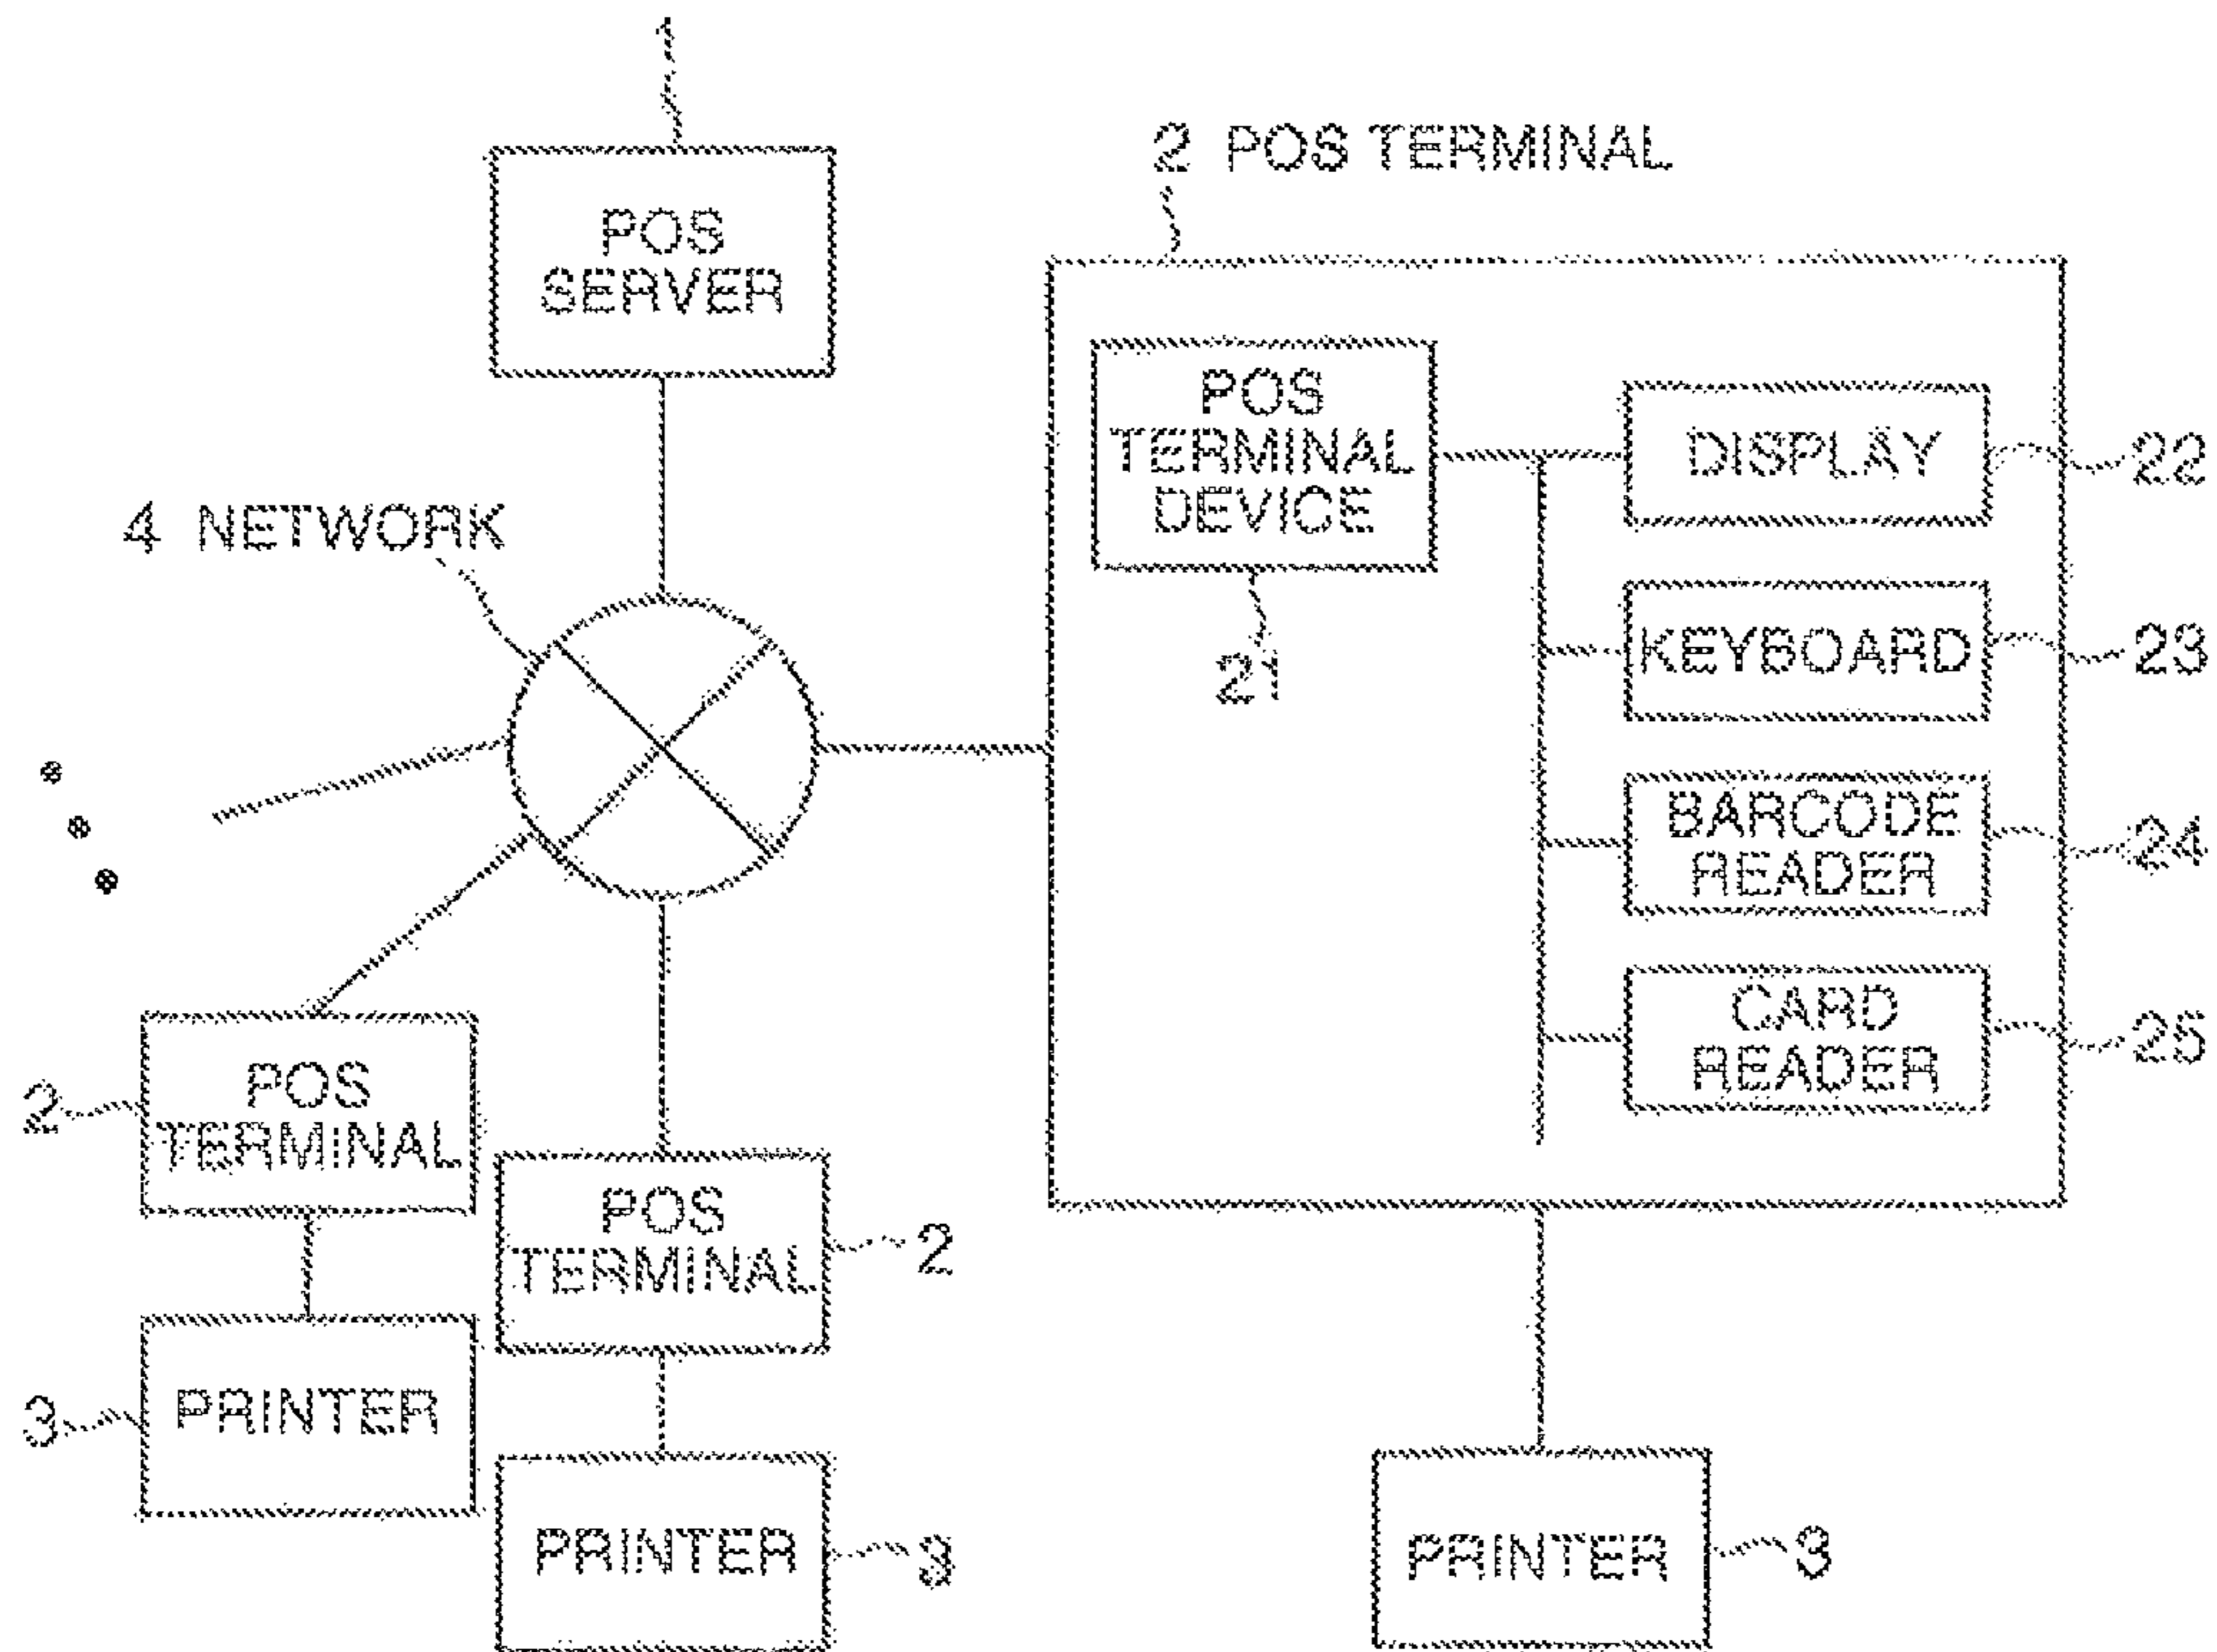 1
POS
SERVER
2 POS TERMINAL
POS
TERMINAL
DEVICE
21
DISPLAY
22
KEYBOARD
23
BARCODE
READER
24
CARD
READER
25
4 NETWORK
2
POS
TERMINAL
POS
TERMINAL
2
3
PRINTER
PRINTER
3
PRINTER
3